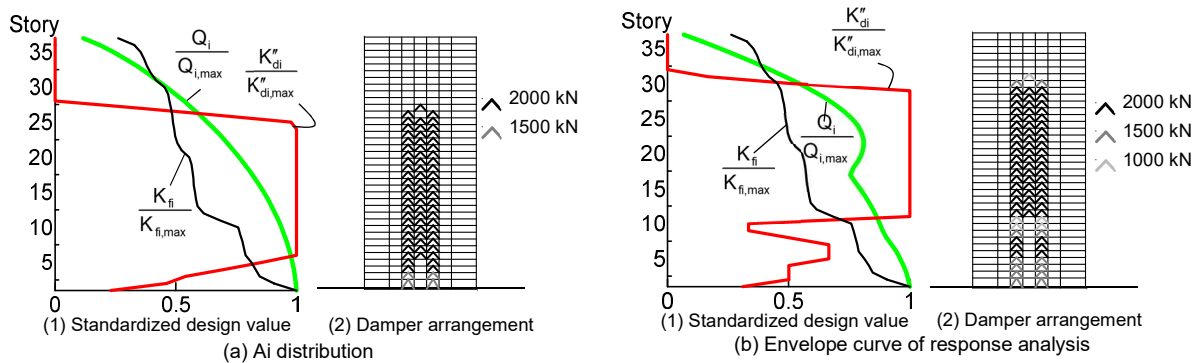 Story
35
30
25
20
15
10
5
0
0.5
1
Q_i / Q_i,max
K″_di / K″_di,max
K_fi / K_fi,max
2000 kN
1500 kN
(1) Standardized design value
(2) Damper arrangement
(a) Ai distribution
Story
35
30
25
20
15
10
5
0
0.5
1
K″_di / K″_di,max
Q_i / Q_i,max
K_fi / K_fi,max
2000 kN
1500 kN
1000 kN
(1) Standardized design value
(2) Damper arrangement
(b) Envelope curve of response analysis